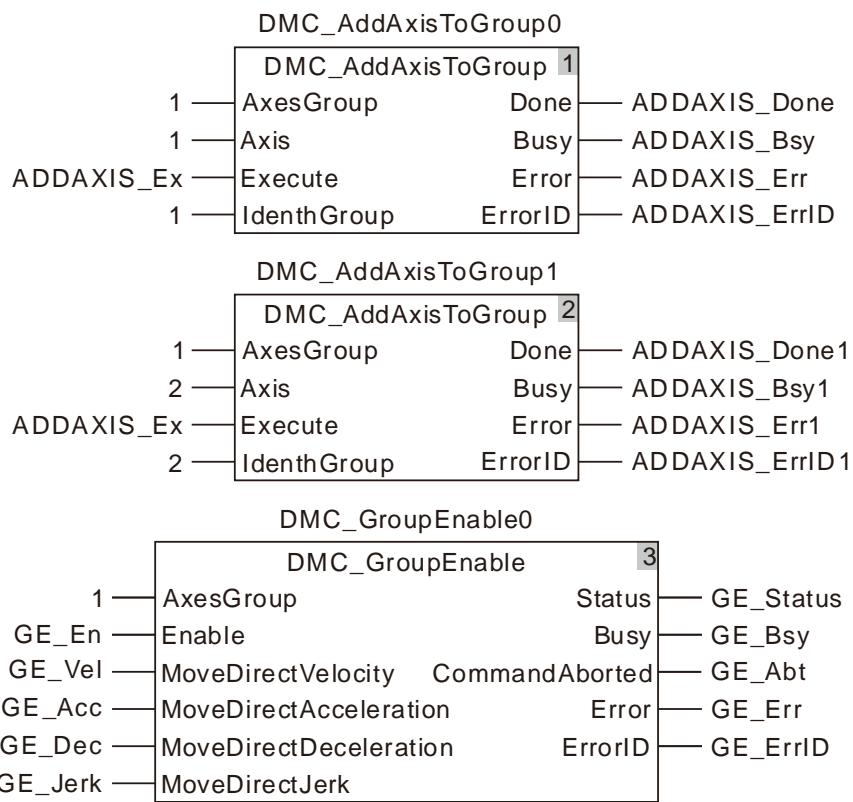 DMC_AddAxisToGroup0
DMC_AddAxisToGroup 1
1 AxesGroup Done ADDAXIS_Done
1 Axis Busy ADDAXIS_Bsy
ADDAXIS_Ex Execute Error ADDAXIS_Err
1 IdenthGroup ErrorID ADDAXIS_ErrID
DMC_AddAxisToGroup1
DMC_AddAxisToGroup 2
1 AxesGroup Done ADDAXIS_Done1
2 Axis Busy ADDAXIS_Bsy1
ADDAXIS_Ex Execute Error ADDAXIS_Err1
2 IdenthGroup ErrorID ADDAXIS_ErrID1
DMC_GroupEnable0
DMC_GroupEnable 3
1 AxesGroup Status GE_Status
GE_En Enable Busy GE_Bsy
GE_Vel MoveDirectVelocity CommandAborted GE_Abt
GE_Acc MoveDirectAcceleration Error GE_Err
GE_Dec MoveDirectDeceleration ErrorID GE_ErrID
GE_Jerk MoveDirectJerk